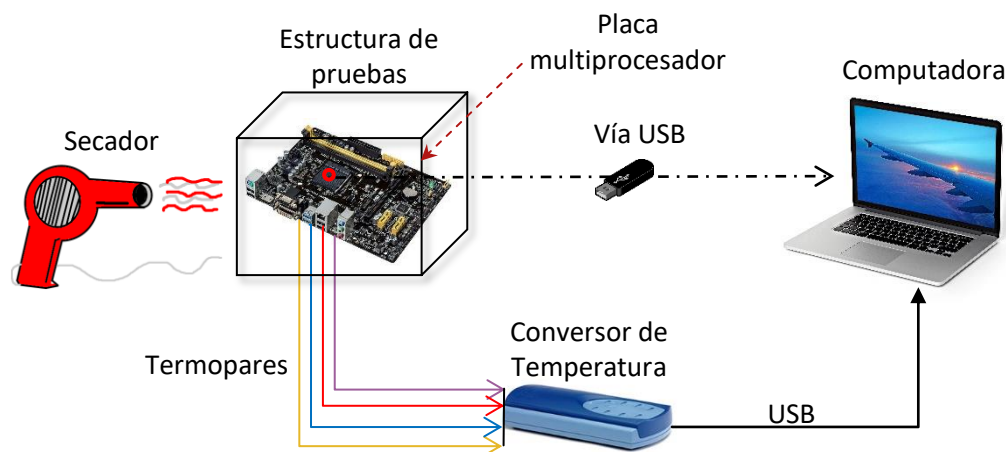 Estructura de
pruebas
Placa
multiprocesador
Computadora
Secador
Vía USB
Termopares
Conversor de
Temperatura
USB